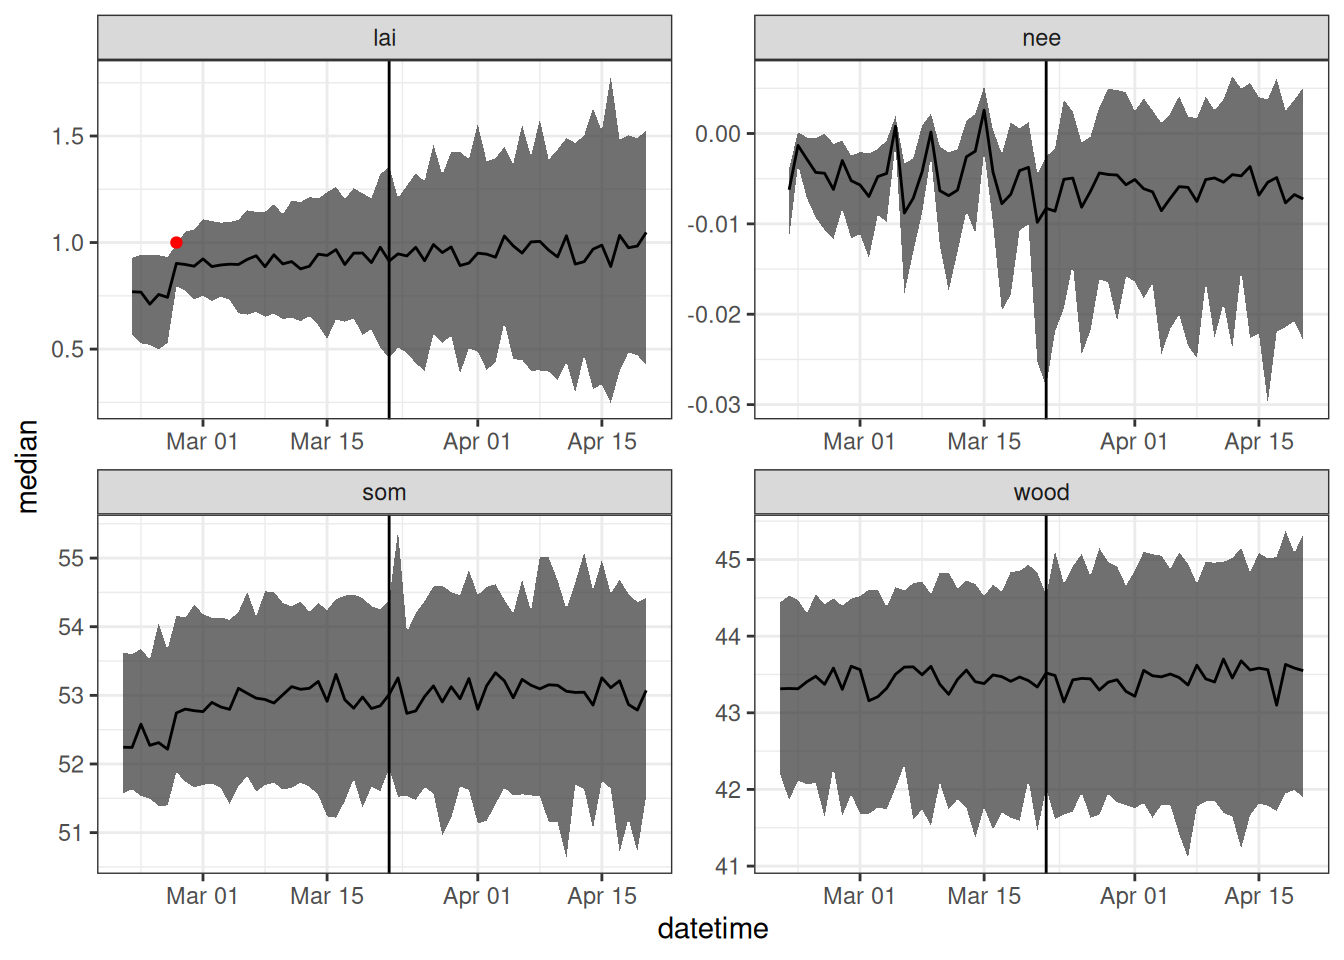 lai
nee
1.5
1.0
0.5
0.00
-0.01
-0.02
-0.03
Mar 01 Mar 15 Apr 01 Apr 15
Mar 01 Mar 15 Apr 01 Apr 15
median
som
wood
55
54
53
52
51
45
44
43
42
41
Mar 01 Mar 15 Apr 01 Apr 15
Mar 01 Mar 15 Apr 01 Apr 15
datetime